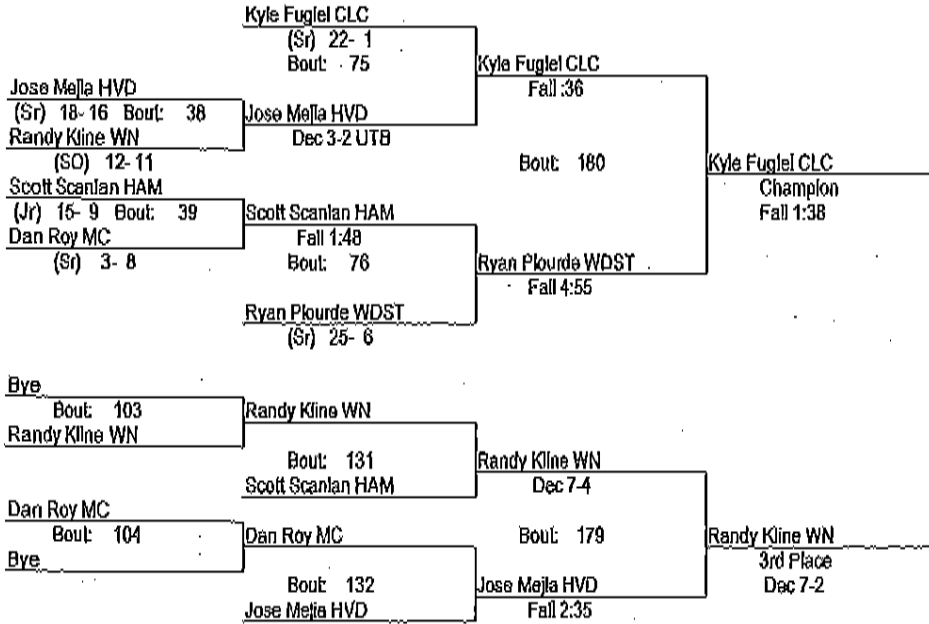 Kyle Fugiel CLC
(Sr) 22- 1
Bout: 75
Kyle Fugiel CLC
Fall :36
Jose Mejia HVD
(Sr) 18- 16 Bout: 38
Jose Mejia HVD
Randy Kline WN
Dec 3-2 UTB
(SO) 12- 11
Bout: 180
Kyle Fugiel CLC
Champion
Fall 1:38
Scott Scanlan HAM
(Jr) 15- 9 Bout: 39
Scott Scanlan HAM
Dan Roy MC
Fall 1:48
(Sr) 3- 8
Bout: 76
Ryan Plourde WDST
Fall 4:55
Ryan Plourde WDST
(Sr) 25- 6
Bye
Bout: 103
Randy Kline WN
Randy Kline WN
Bout: 131
Randy Kline WN
Scott Scanlan HAM
Dec 7-4
Dan Roy MC
Bout: 104
Dan Roy MC
Bout: 179
Randy Kline WN
Bye
3rd Place
Bout: 132
Jose Mejia HVD
Dec 7-2
Jose Mejia HVD
Fall 2:35